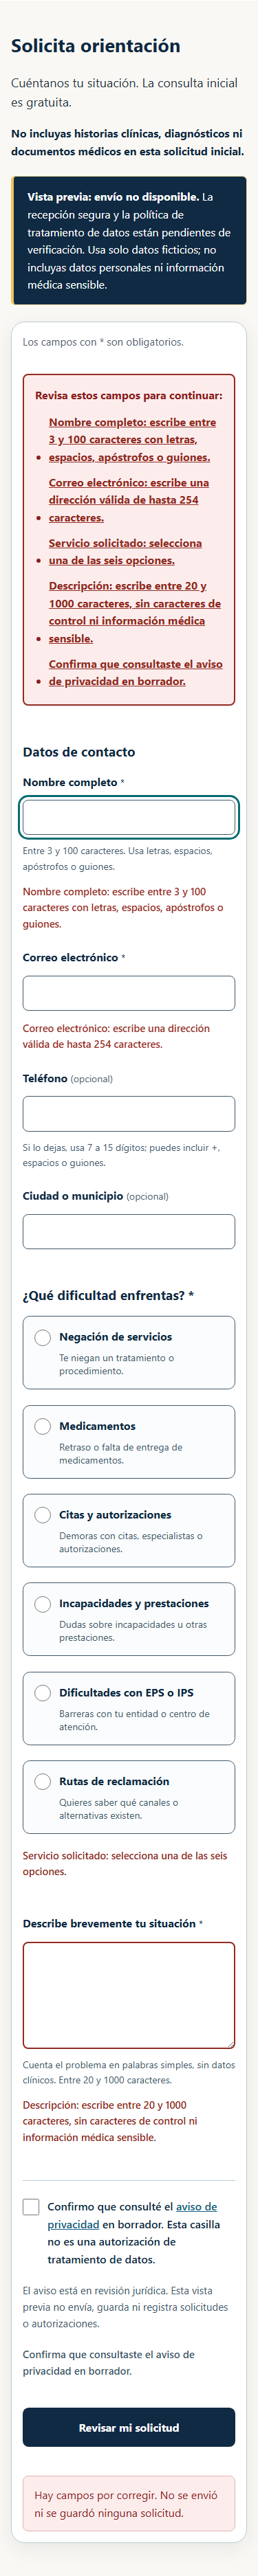 Solicita orientación
Cuéntanos tu situación. La consulta inicial
es gratuita.
No incluyas historias clínicas, diagnósticos ni
documentos médicos en esta solicitud inicial.
Vista previa: envío no disponible. La
recepción segura y la política de
tratamiento de datos están pendientes de
verificación. Usa solo datos ficticios; no
incluyas datos personales ni información
médica sensible.
Los campos con * son obligatorios.
Revisa estos campos para continuar:
Nombre completo: escribe entre
3 y 100 caracteres con letras,
• espacios, apóstrofos o guiones.
Correo electrónico: escribe una
dirección válida de hasta 254
• caracteres.
Servicio solicitado: selecciona
• una de las seis opciones.
Descripción: escribe entre 20 y
1000 caracteres, sin caracteres de
control ni información médica
• sensible.
Confirma que consultaste el aviso
• de privacidad en borrador.
Datos de contacto
Nombre completo *
Entre 3 y 100 caracteres. Usa letras, espacios,
apóstrofos o guiones.
Nombre completo: escribe entre 3 y 100
caracteres con letras, espacios, apóstrofos o
guiones.
Correo electrónico *
Correo electrónico: escribe una dirección
válida de hasta 254 caracteres.
Teléfono (opcional)
Si lo dejas, usa 7 a 15 dígitos; puedes incluir +,
espacios o guiones.
Ciudad o municipio (opcional)
¿Qué dificultad enfrentas? *
Negación de servicios
Te niegan un tratamiento o
procedimiento.
Medicamentos
Retraso o falta de entrega de
medicamentos.
Citas y autorizaciones
Demoras con citas, especialistas o
autorizaciones.
Incapacidades y prestaciones
Dudas sobre incapacidades u otras
prestaciones.
Dificultades con EPS o IPS
Barreras con tu entidad o centro de
atención.
Rutas de reclamación
Quieres saber qué canales o
alternativas existen.
Servicio solicitado: selecciona una de las seis
opciones.
Describe brevemente tu situación *
Cuenta el problema en palabras simples, sin datos
clínicos. Entre 20 y 1000 caracteres.
Descripción: escribe entre 20 y 1000
caracteres, sin caracteres de control ni
información médica sensible.
Confirmo que consulté el aviso de
privacidad en borrador. Esta casilla
no es una autorización de
tratamiento de datos.
El aviso está en revisión jurídica. Esta vista
previa no envía, guarda ni registra solicitudes
o autorizaciones.
Confirma que consultaste el aviso de
privacidad en borrador.
Revisar mi solicitud
Hay campos por corregir. No se envió
ni se guardó ninguna solicitud.